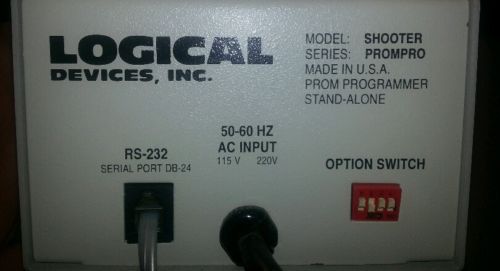 LOGICAL
DEVICES, INC.
MODEL: SHOOTER
SERIES: PROMPRO
MADE IN U.S.A.
PROM PROGRAMMER
STAND-ALONE
50-60 HZ
AC INPUT
115 V 220V
RS-232
SERIAL PORT DB-24
OPTION SWITCH